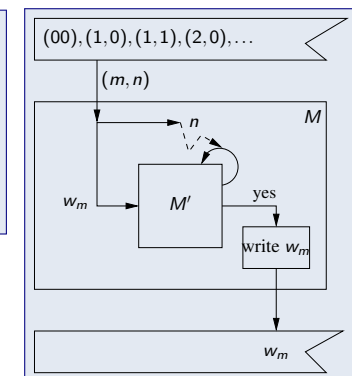 (00), (1,0), (1,1), (2,0), . . .
(m, n)
n
M
w_m
M′
yes
write w_m
w_m